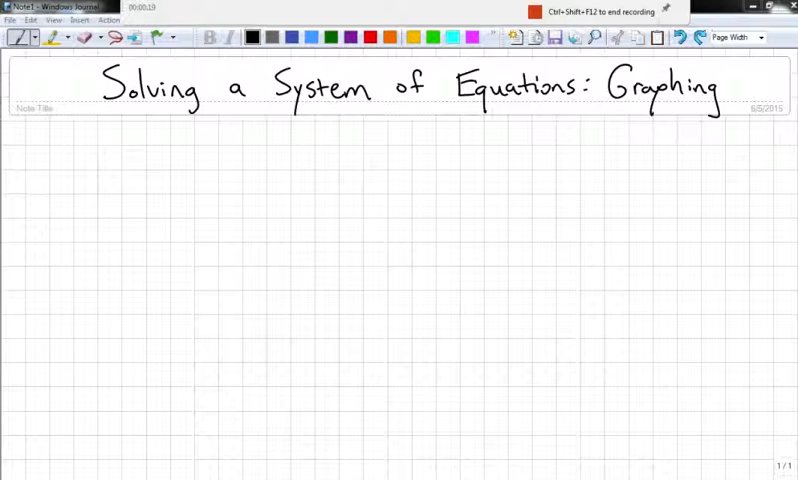 Note1 - Windows Journal
00:00:19
Ctrl+Shift+F12 to end recording
File Edit View Insert Action
B I
Page Width
Solving a System of Equations: Graphing
Note Title
6/5/2015
1 / 1